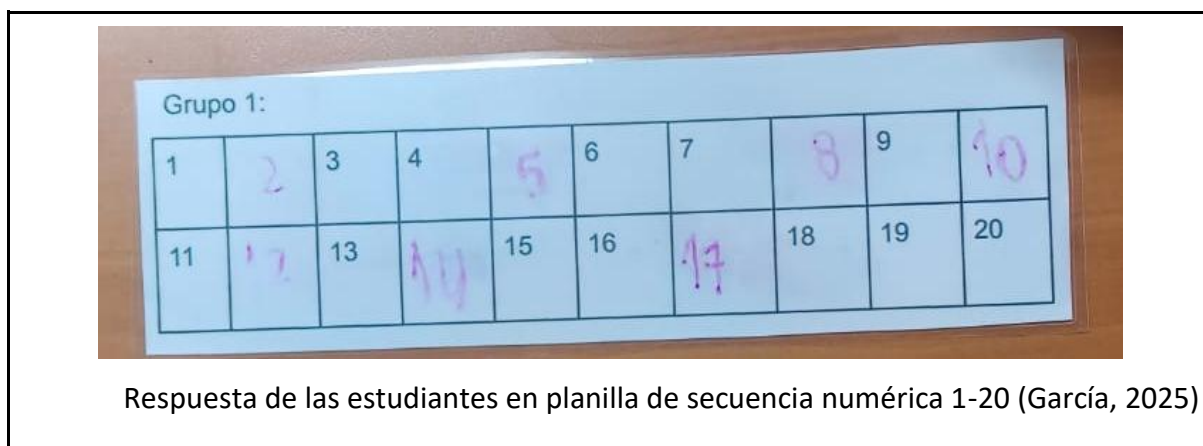 Grupo 1:
1 2 3 4 5 6 7 8 9 10
11 12 13 14 15 16 17 18 19 20
Respuesta de las estudiantes en planilla de secuencia numérica 1-20 (García, 2025)